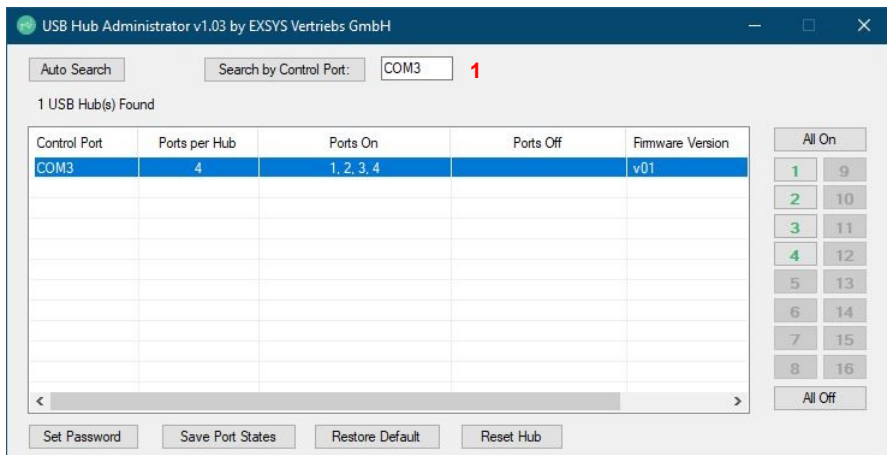 USB Hub Administrator v1.03 by EXSYS Vertriebs GmbH
Auto Search Search by Control Port: COM3 1
1 USB Hub(s) Found
Control Port Ports per Hub Ports On Ports Off Firmware Version All On
COM3 4 1, 2, 3, 4 v01 1 9
2 10
3 11
4 12
5 13
6 14
7 15
8 16
All Off
Set Password Save Port States Restore Default Reset Hub